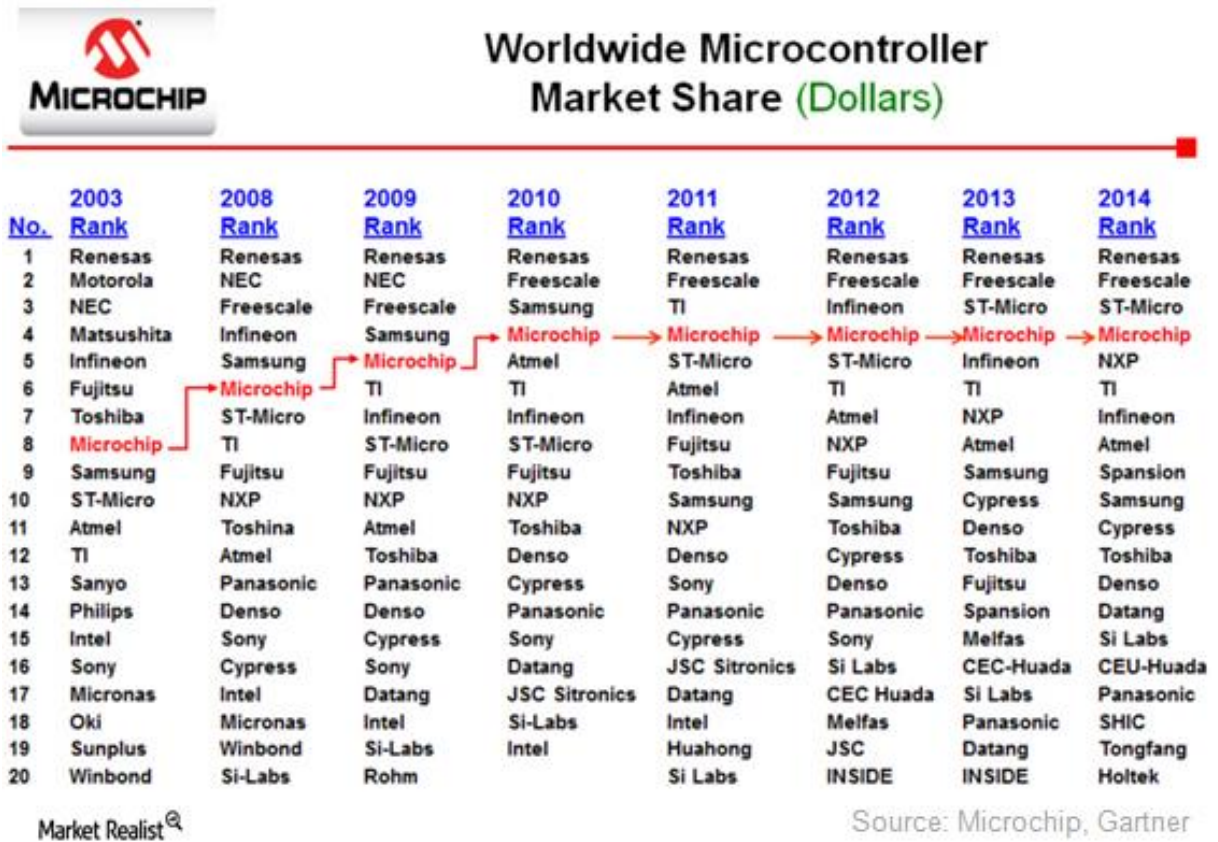 MICROCHIP
Worldwide Microcontroller
Market Share (Dollars)
2003 2008 2009 2010 2011 2012 2013 2014
No. Rank Rank Rank Rank Rank Rank Rank Rank
1 Renesas Renesas Renesas Renesas Renesas Renesas Renesas Renesas
2 Motorola NEC NEC Freescale Freescale Freescale Freescale Freescale
3 NEC Freescale Freescale Samsung TI Infineon ST-Micro ST-Micro
4 Matsushita Infineon Samsung Microchip Microchip Microchip Microchip Microchip
5 Infineon Samsung Microchip Atmel ST-Micro ST-Micro Infineon NXP
6 Fujitsu Microchip TI TI Atmel TI TI TI
7 Toshiba ST-Micro Infineon Infineon Infineon Atmel NXP Infineon
8 Microchip TI ST-Micro ST-Micro Fujitsu NXP Atmel Atmel
9 Samsung Fujitsu Fujitsu Fujitsu Toshiba Fujitsu Samsung Spansion
10 ST-Micro NXP NXP NXP Samsung Samsung Cypress Samsung
11 Atmel Toshina Atmel Toshiba NXP Toshiba Denso Cypress
12 TI Atmel Toshiba Denso Denso Cypress Toshiba Toshiba
13 Sanyo Panasonic Panasonic Cypress Sony Denso Fujitsu Denso
14 Philips Denso Denso Panasonic Panasonic Panasonic Spansion Datang
15 Intel Sony Cypress Sony Cypress Sony Melfas Si Labs
16 Sony Cypress Sony Datang JSC Sitronics Si Labs CEC-Huada CEU-Huada
17 Micronas Intel Datang JSC Sitronics Datang CEC Huada Si Labs Panasonic
18 Oki Micronas Intel Si-Labs Intel Melfas Panasonic SHIC
19 Sunplus Winbond Si-Labs Intel Huahong JSC Datang Tongfang
20 Winbond Si-Labs Rohm Si Labs INSIDE INSIDE Holtek
Market Realist Source: Microchip, Gartner